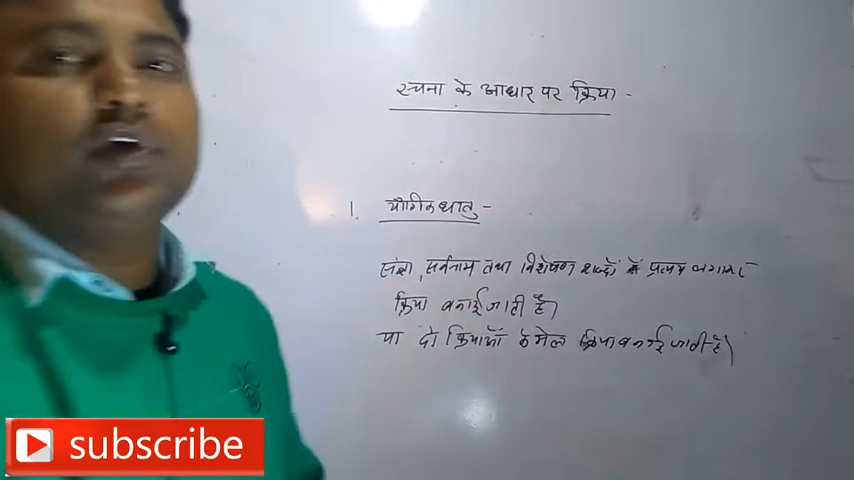 रचना के आधार पर क्रिया -
1. यौगिक धातु -
संज्ञा, सर्वनाम तथा विशेषण शब्दों में प्रत्यय लगाकर
क्रिया बनाई जाती है।
या दो क्रियाओं के मेल क्रिया बनाई जाती है।
subscribe